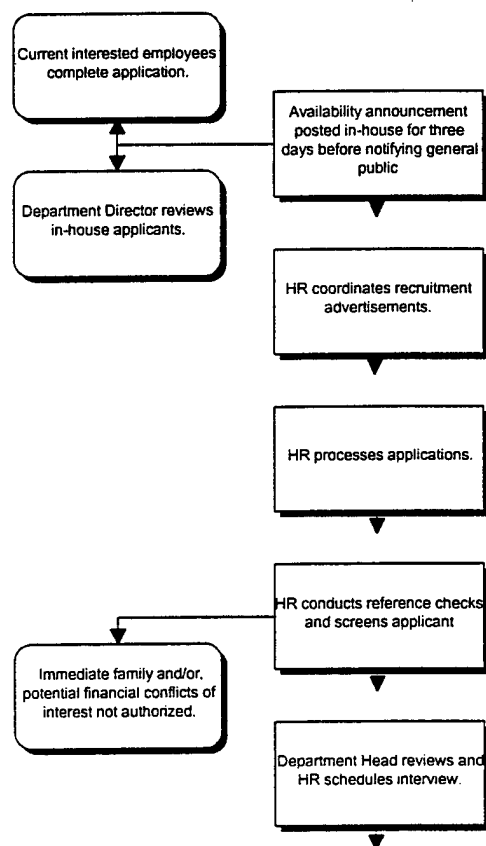 Current interested employees
complete application.
Availability announcement
posted in-house for three
days before notifying general
public
Department Director reviews
in-house applicants.
HR coordinates recruitment
advertisements.
HR processes applications.
HR conducts reference checks
and screens applicant
Immediate family and/or,
potential financial conflicts of
interest not authorized.
Department Head reviews and
HR schedules interview.